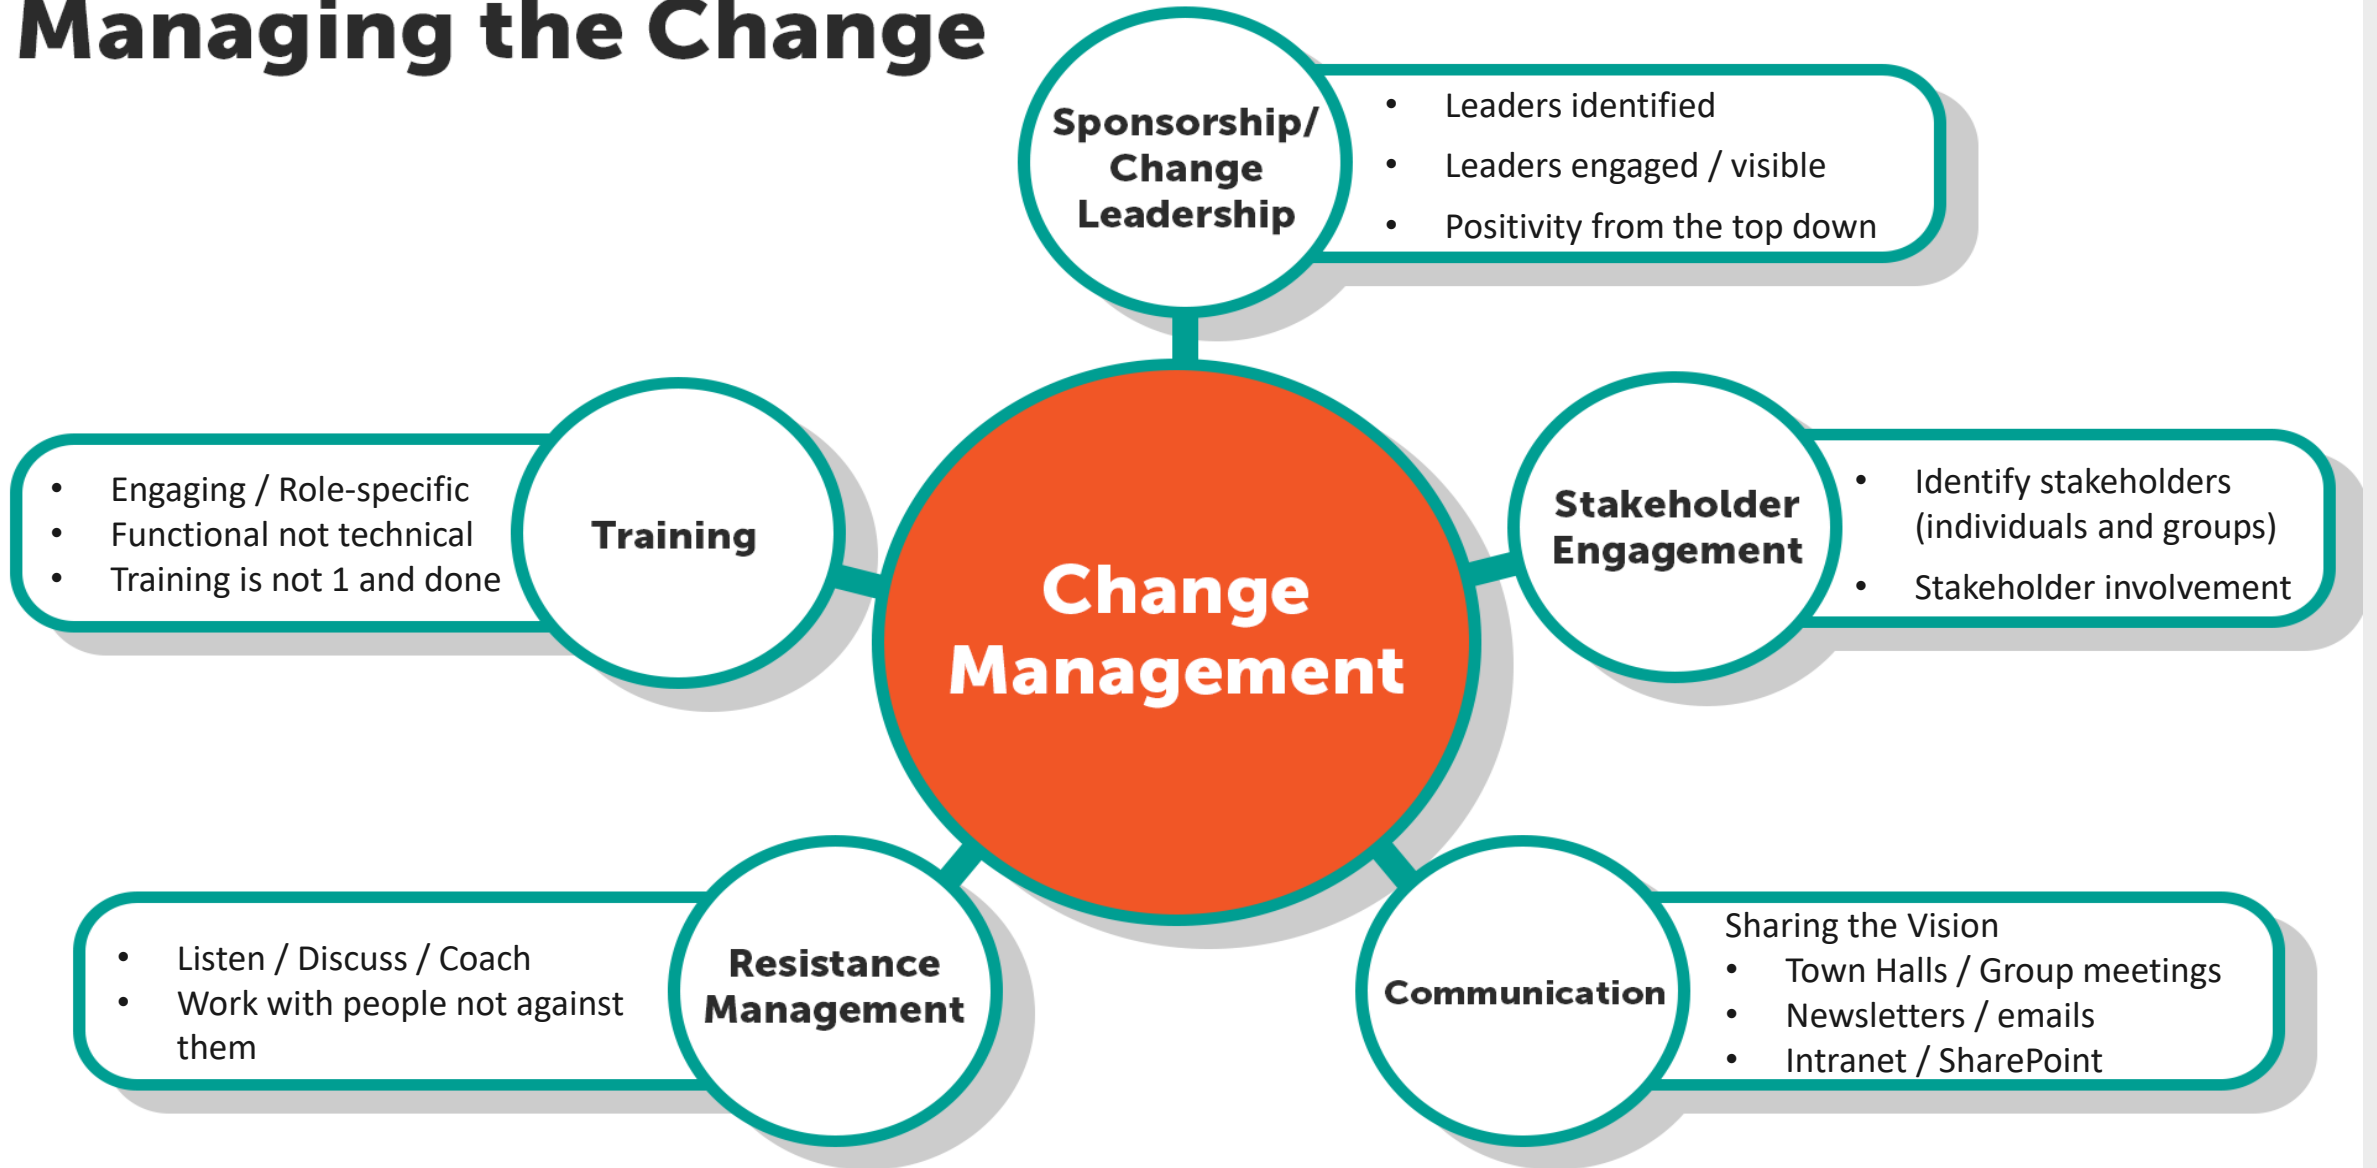 Managing the Change
Sponsorship/
Change
Leadership
• Leaders identified
• Leaders engaged / visible
• Positivity from the top down
Stakeholder
Engagement
• Identify stakeholders
(individuals and groups)
• Stakeholder involvement
Communication
Sharing the Vision
• Town Halls / Group meetings
• Newsletters / emails
• Intranet / SharePoint
Resistance
Management
• Listen / Discuss / Coach
• Work with people not against
them
Training
• Engaging / Role-specific
• Functional not technical
• Training is not 1 and done
Change
Management